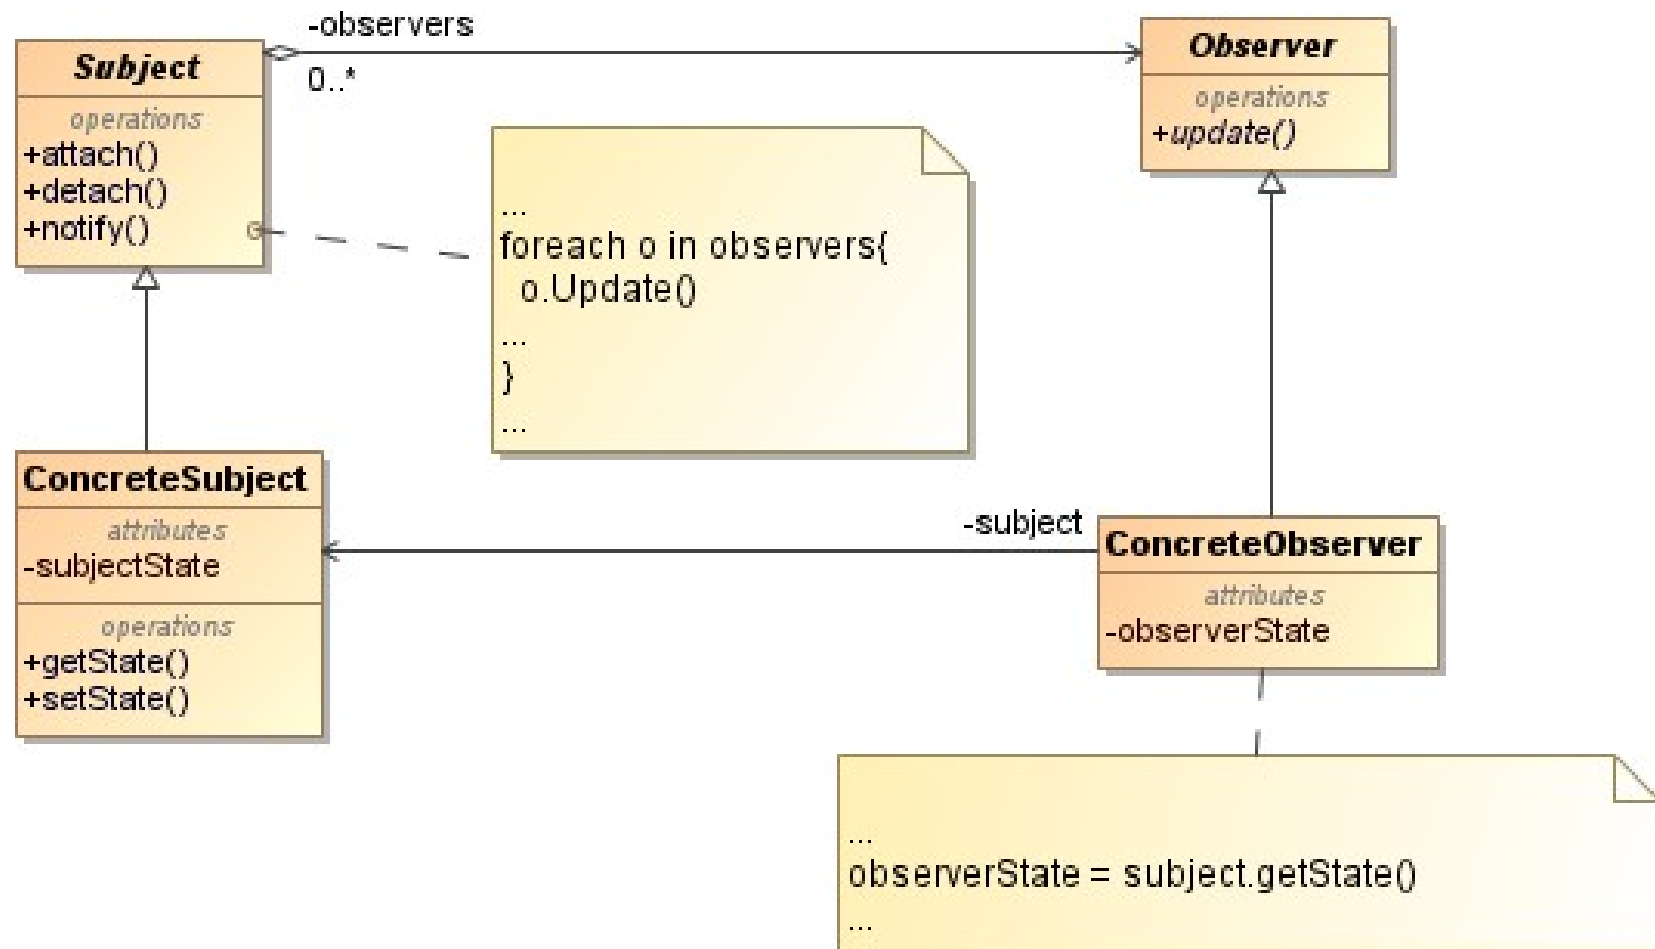 -observers
0..*
Subject
operations
+attach()
+detach()
+notify()
Observer
operations
+update()
...
foreach o in observers{
o.Update()
...
}
...
ConcreteSubject
attributes
-subjectState
operations
+getState()
+setState()
-subject
ConcreteObserver
attributes
-observerState
...
observerState = subject.getState()
...